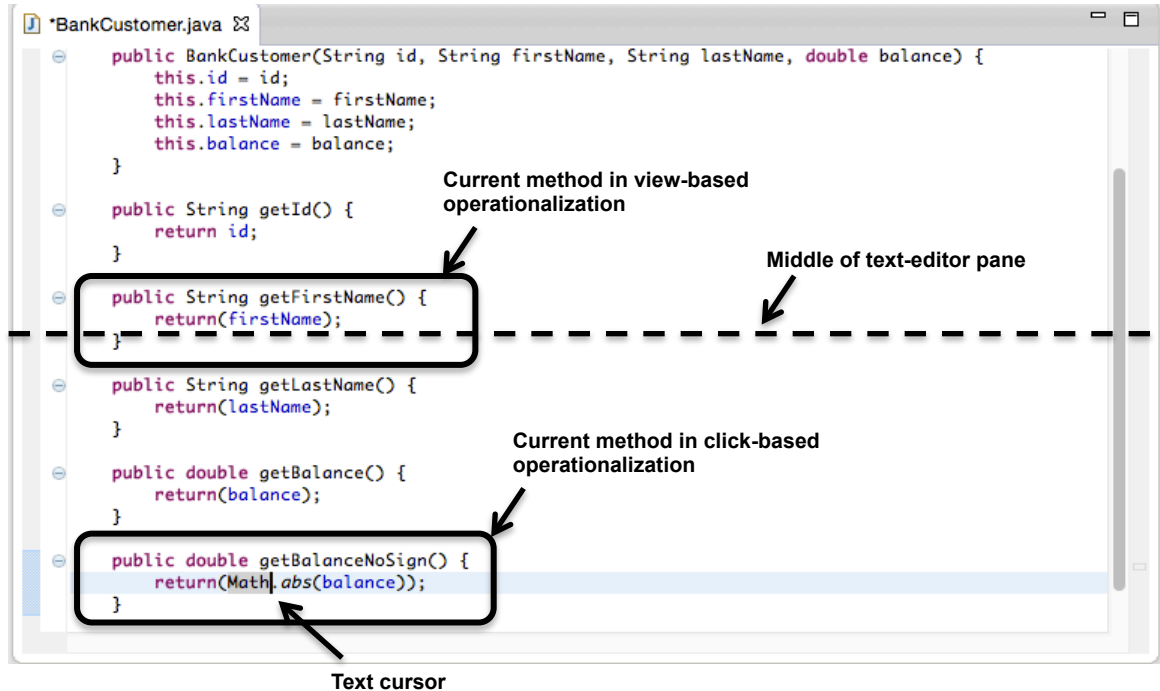 *BankCustomer.java
public BankCustomer(String id, String firstName, String lastName, double balance) {
this.id = id;
this.firstName = firstName;
this.lastName = lastName;
this.balance = balance;
}
Current method in view-based
operationalization
public String getId() {
return id;
}
Middle of text-editor pane
public String getFirstName() {
return(firstName);
}
public String getLastName() {
return(lastName);
}
Current method in click-based
operationalization
public double getBalance() {
return(balance);
}
public double getBalanceNoSign() {
return(Math.abs(balance));
}
Text cursor